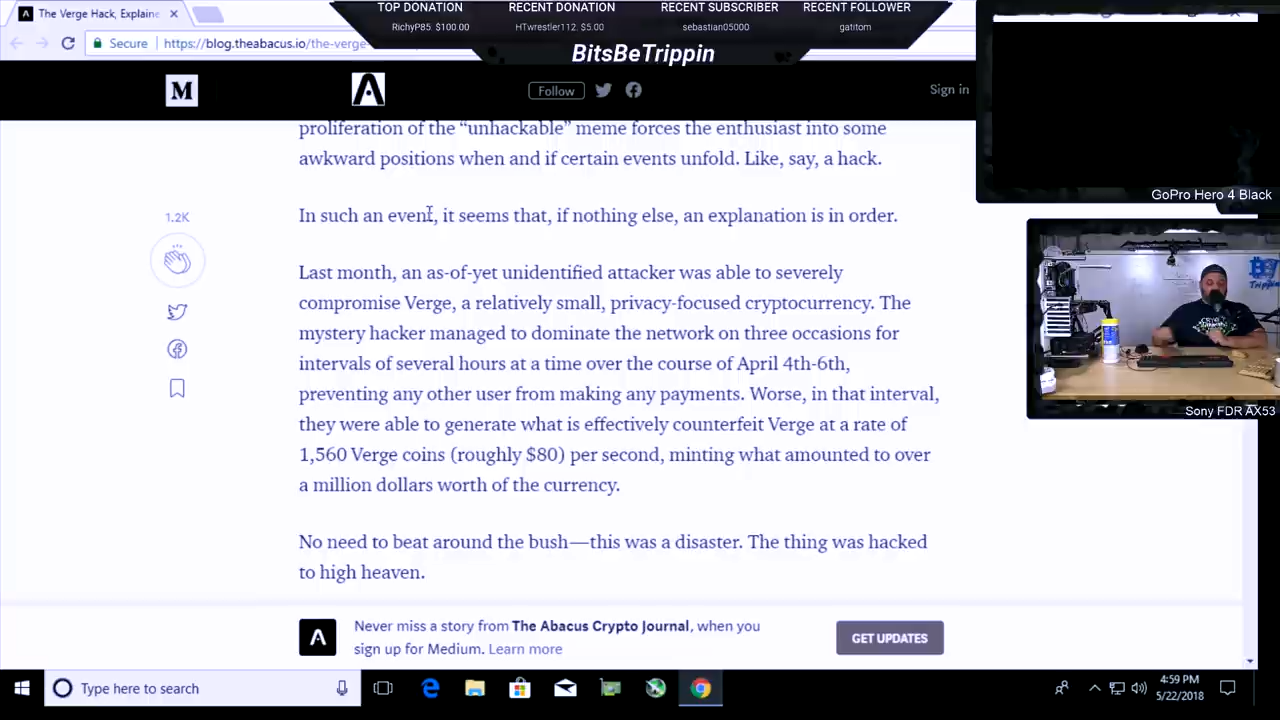 The Verge Hack, Explaine
TOP DONATION
RichyP85: $100.00
RECENT DONATION
HTwrestler112: $5.00
RECENT SUBSCRIBER
sebastian05000
RECENT FOLLOWER
gatitom
BitsBeTrippin
Secure
https://blog.theabacus.io/the-verge
M
Follow
Sign in
GoPro Hero 4 Black
proliferation of the “unhackable” meme forces the enthusiast into some
awkward positions when and if certain events unfold. Like, say, a hack.
In such an event, it seems that, if nothing else, an explanation is in order.
1.2K
Last month, an as-of-yet unidentified attacker was able to severely
compromise Verge, a relatively small, privacy-focused cryptocurrency. The
mystery hacker managed to dominate the network on three occasions for
intervals of several hours at a time over the course of April 4th-6th,
preventing any other user from making any payments. Worse, in that interval,
they were able to generate what is effectively counterfeit Verge at a rate of
1,560 Verge coins (roughly $80) per second, minting what amounted to over
a million dollars worth of the currency.
Trippin
Sony FDR AX53
No need to beat around the bush—this was a disaster. The thing was hacked
to high heaven.
Never miss a story from The Abacus Crypto Journal, when you
sign up for Medium. Learn more
GET UPDATES
Type here to search
4:59 PM
5/22/2018